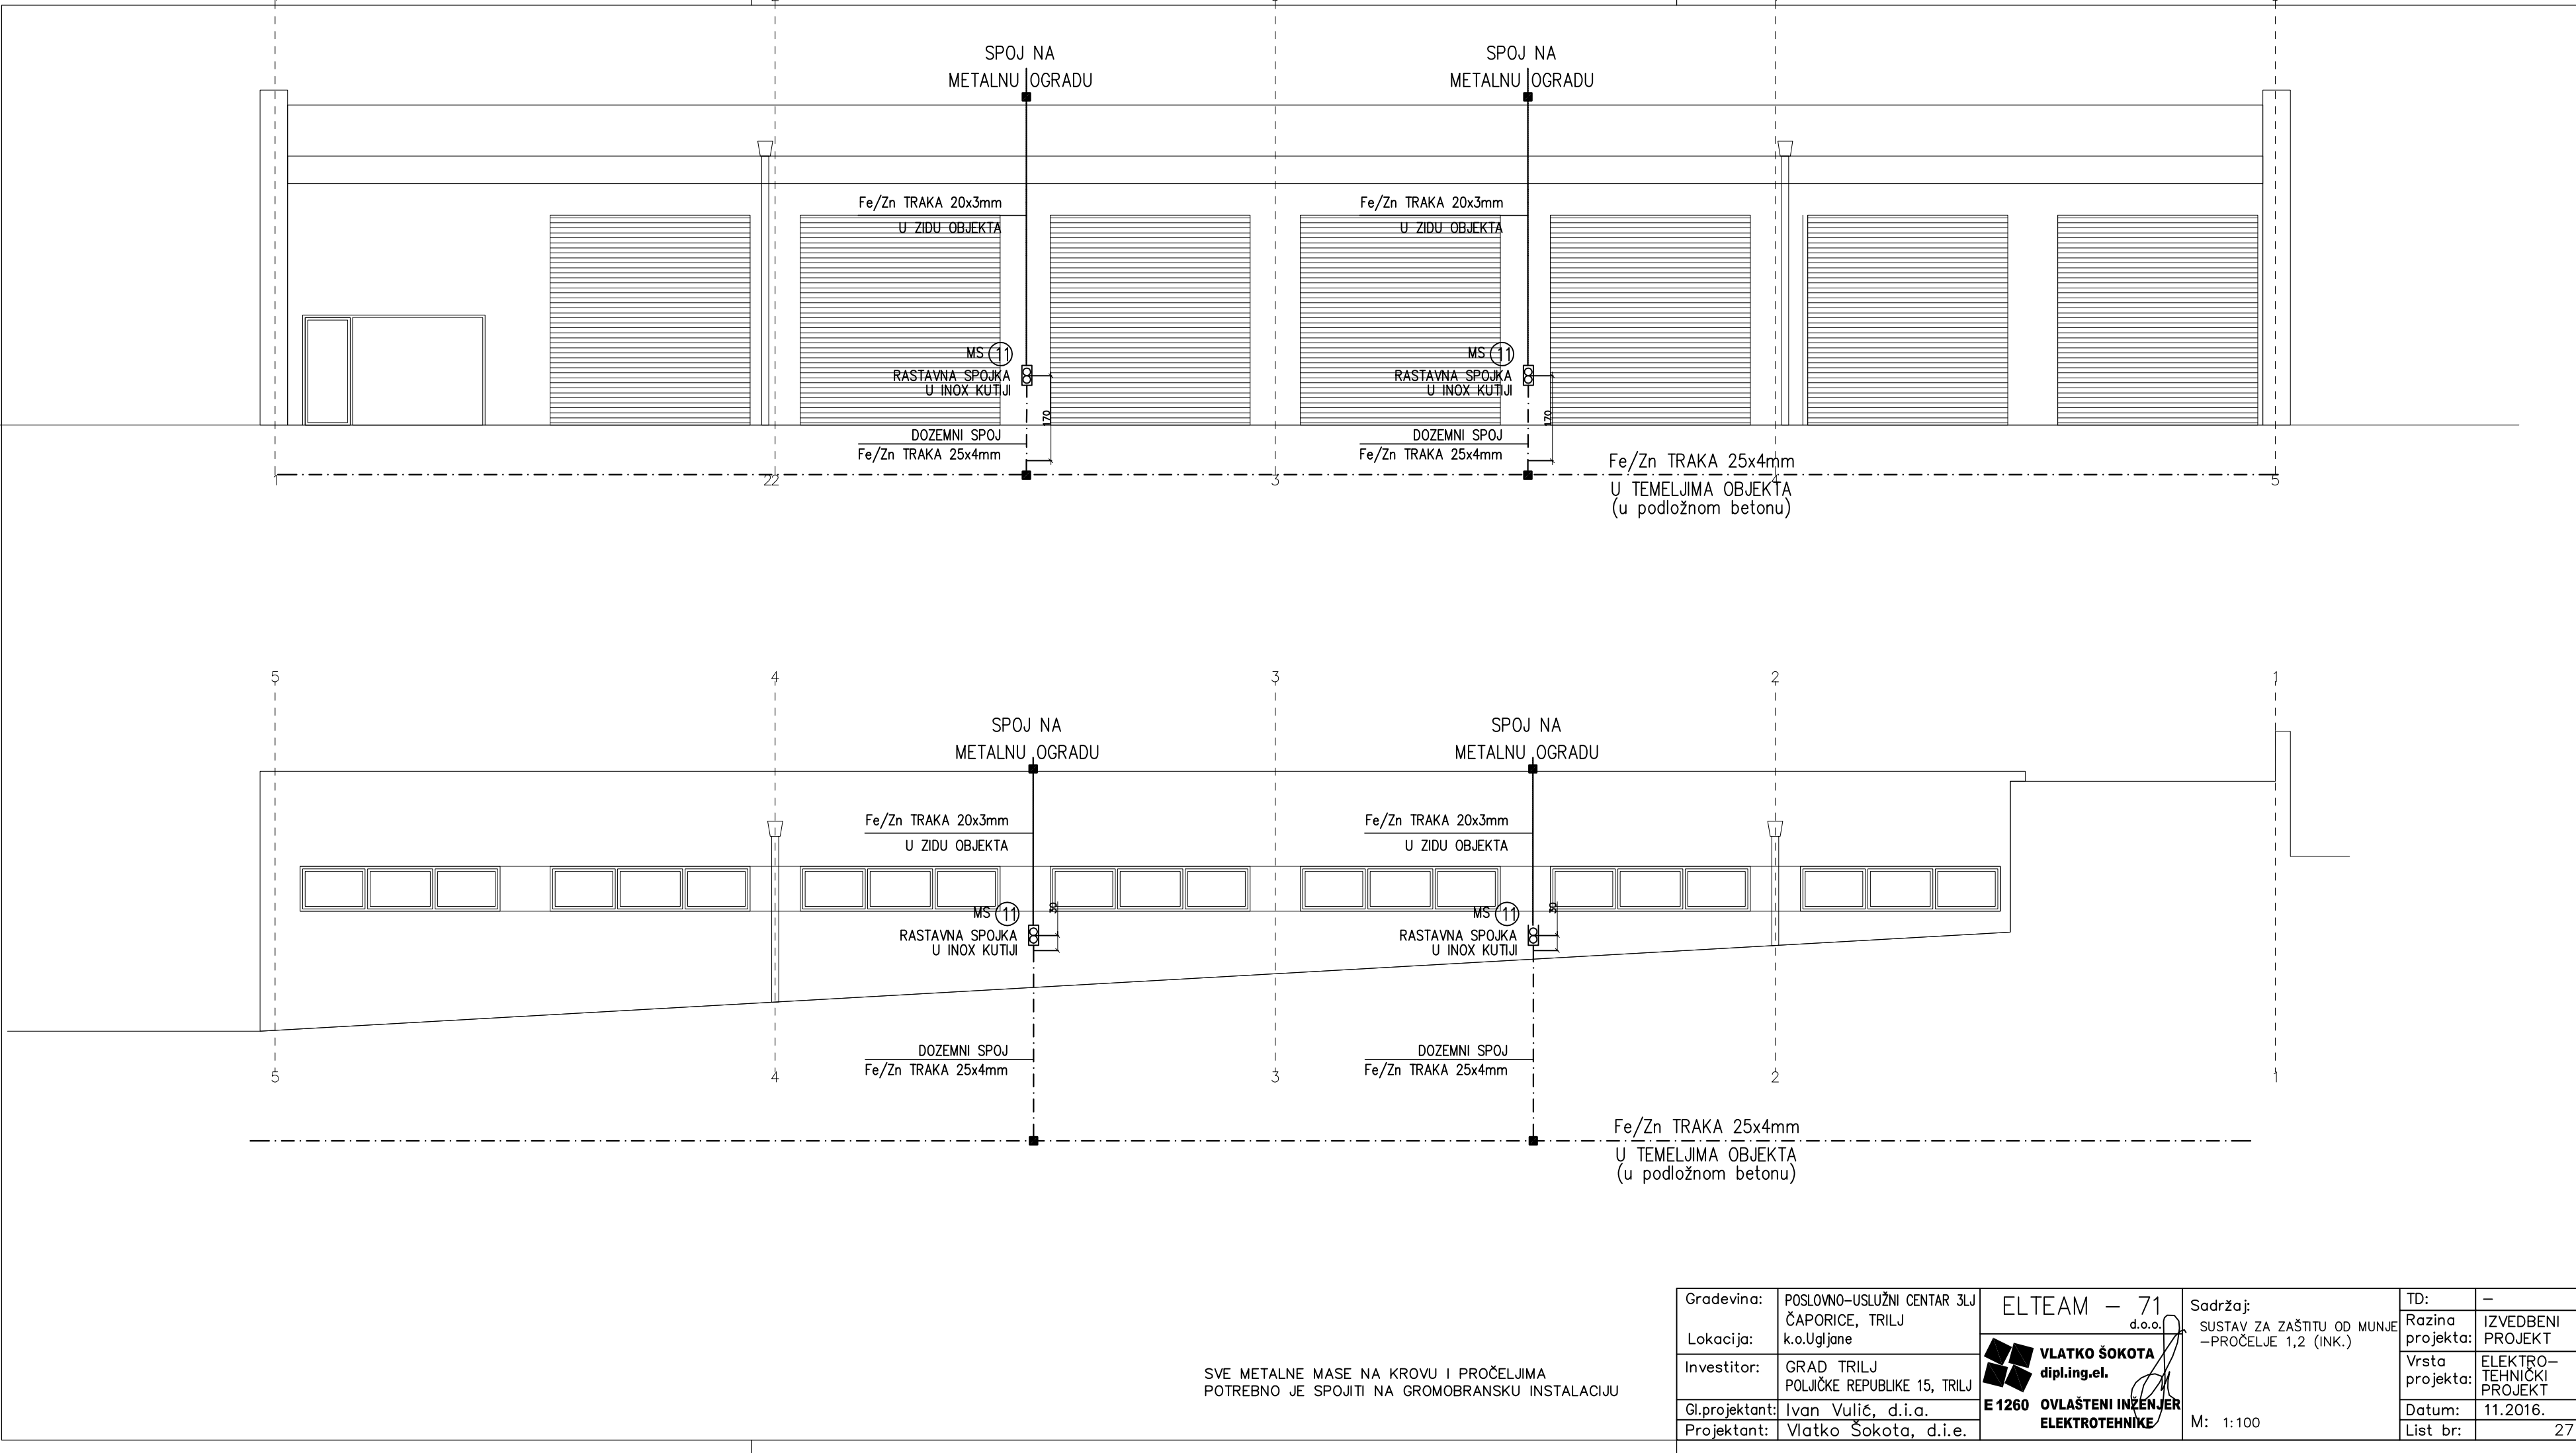 SPOJ NA
METALNU OGRADU
SPOJ NA
METALNU OGRADU
Fe/Zn TRAKA 20x3mm
U ZIDU OBJEKTA
Fe/Zn TRAKA 20x3mm
U ZIDU OBJEKTA
MS 11
RASTAVNA SPOJKA
U INOX KUTIJI
170
MS 11
RASTAVNA SPOJKA
U INOX KUTIJI
170
DOZEMNI SPOJ
Fe/Zn TRAKA 25x4mm
DOZEMNI SPOJ
Fe/Zn TRAKA 25x4mm
Fe/Zn TRAKA 25x4mm
U TEMELJIMA OBJEKTA
(u podložnom betonu)
1 22 3 4 5
5 4 3 2 1
SPOJ NA
METALNU OGRADU
SPOJ NA
METALNU OGRADU
Fe/Zn TRAKA 20x3mm
U ZIDU OBJEKTA
Fe/Zn TRAKA 20x3mm
U ZIDU OBJEKTA
MS 11
RASTAVNA SPOJKA
U INOX KUTIJI
30
MS 11
RASTAVNA SPOJKA
U INOX KUTIJI
30
DOZEMNI SPOJ
Fe/Zn TRAKA 25x4mm
DOZEMNI SPOJ
Fe/Zn TRAKA 25x4mm
5 4 3 2 1
Fe/Zn TRAKA 25x4mm
U TEMELJIMA OBJEKTA
(u podložnom betonu)
SVE METALNE MASE NA KROVU I PROČELJIMA
POTREBNO JE SPOJITI NA GROMOBRANSKU INSTALACIJU
Gradevina: POSLOVNO-USLUŽNI CENTAR 3LJ
ČAPORICE, TRILJ
Lokacija: k.o.Ugljane
Investitor: GRAD TRILJ
POLJIČKE REPUBLIKE 15, TRILJ
Gl.projektant: Ivan Vulić, d.i.a.
Projektant: Vlatko Šokota, d.i.e.
ELTEAM - 71
d.o.o.
VLATKO ŠOKOTA
dipl.ing.el.
E 1260 OVLAŠTENI INŽENJER
ELEKTROTEHNIKE
Sadržaj:
SUSTAV ZA ZAŠTITU OD MUNJE
-PROČELJE 1,2 (INK.)
M: 1:100
TD: -
Razina projekta: IZVEDBENI
PROJEKT
Vrsta projekta: ELEKTRO-
TEHNIČKI
PROJEKT
Datum: 11.2016.
List br: 27